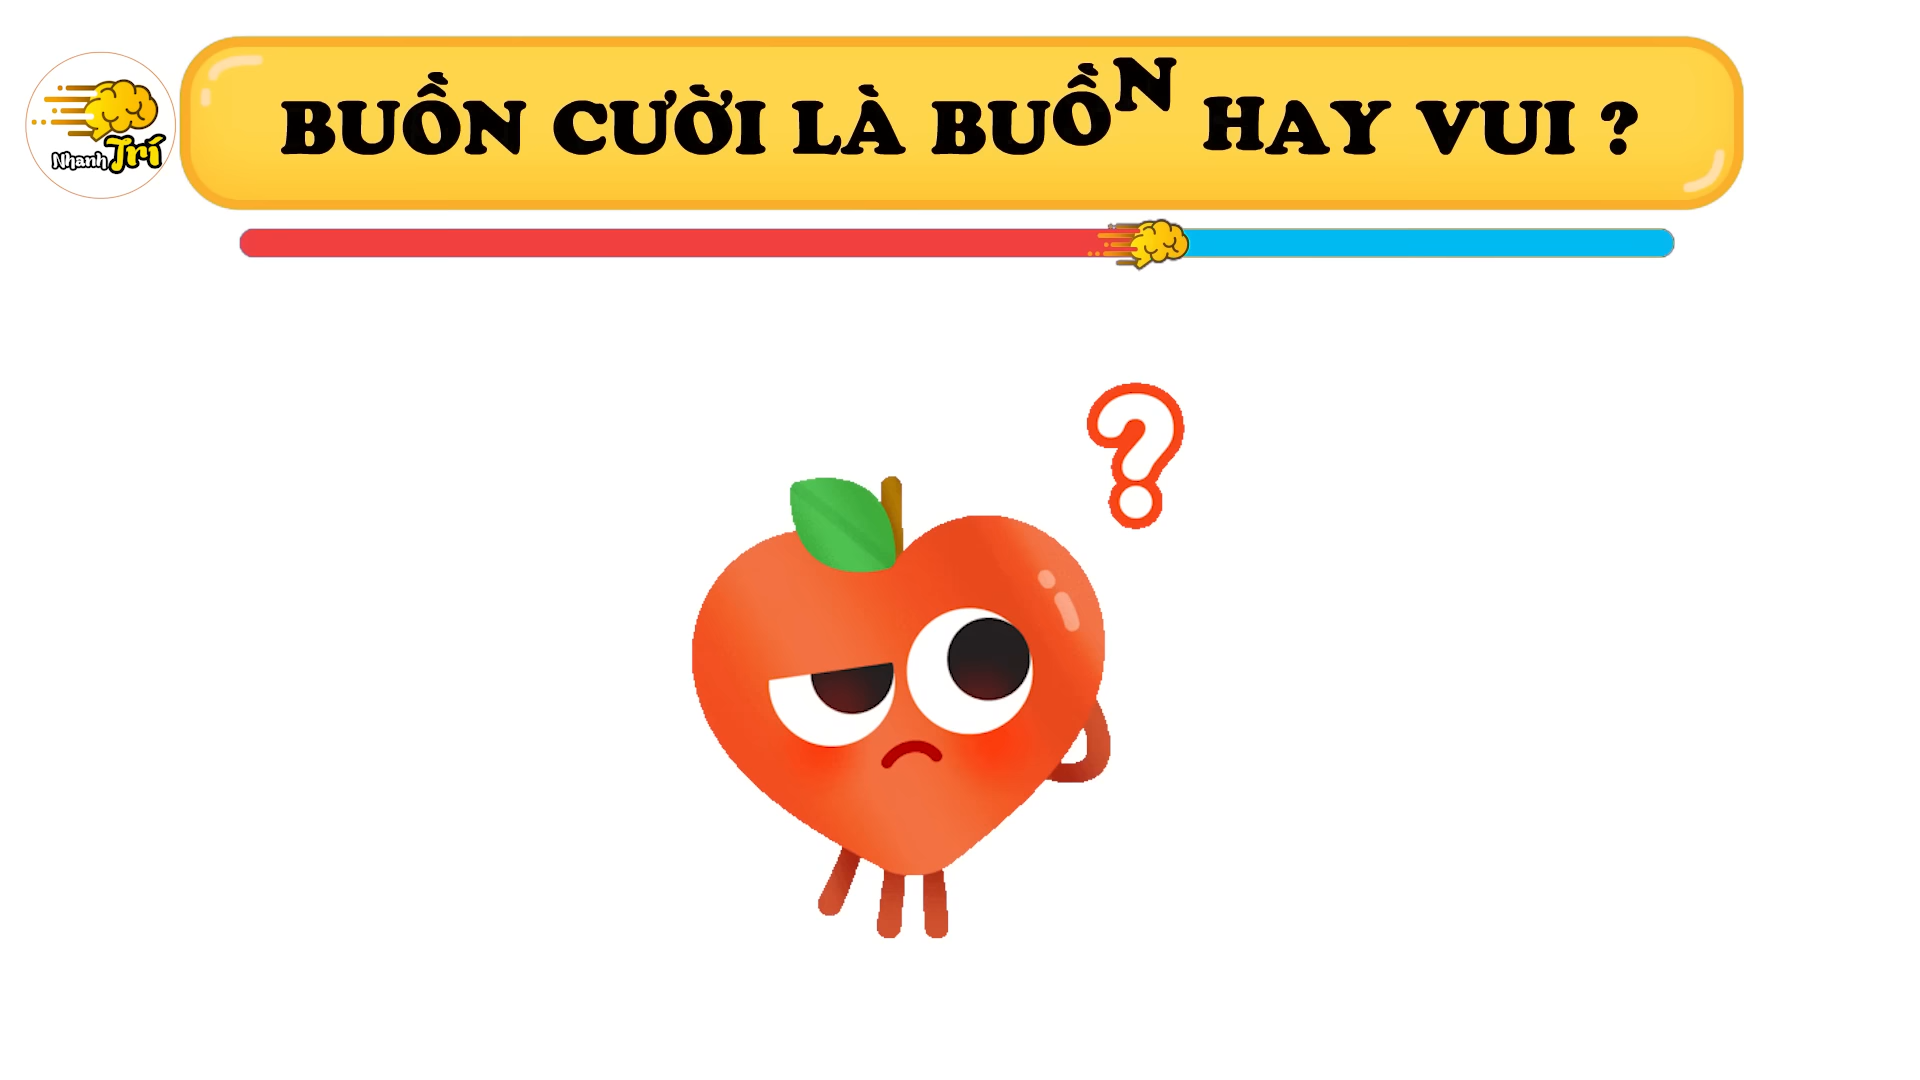 BUỒN CƯỜI LÀ BUỒN HAY VUI ?
Nhanh Trí
?